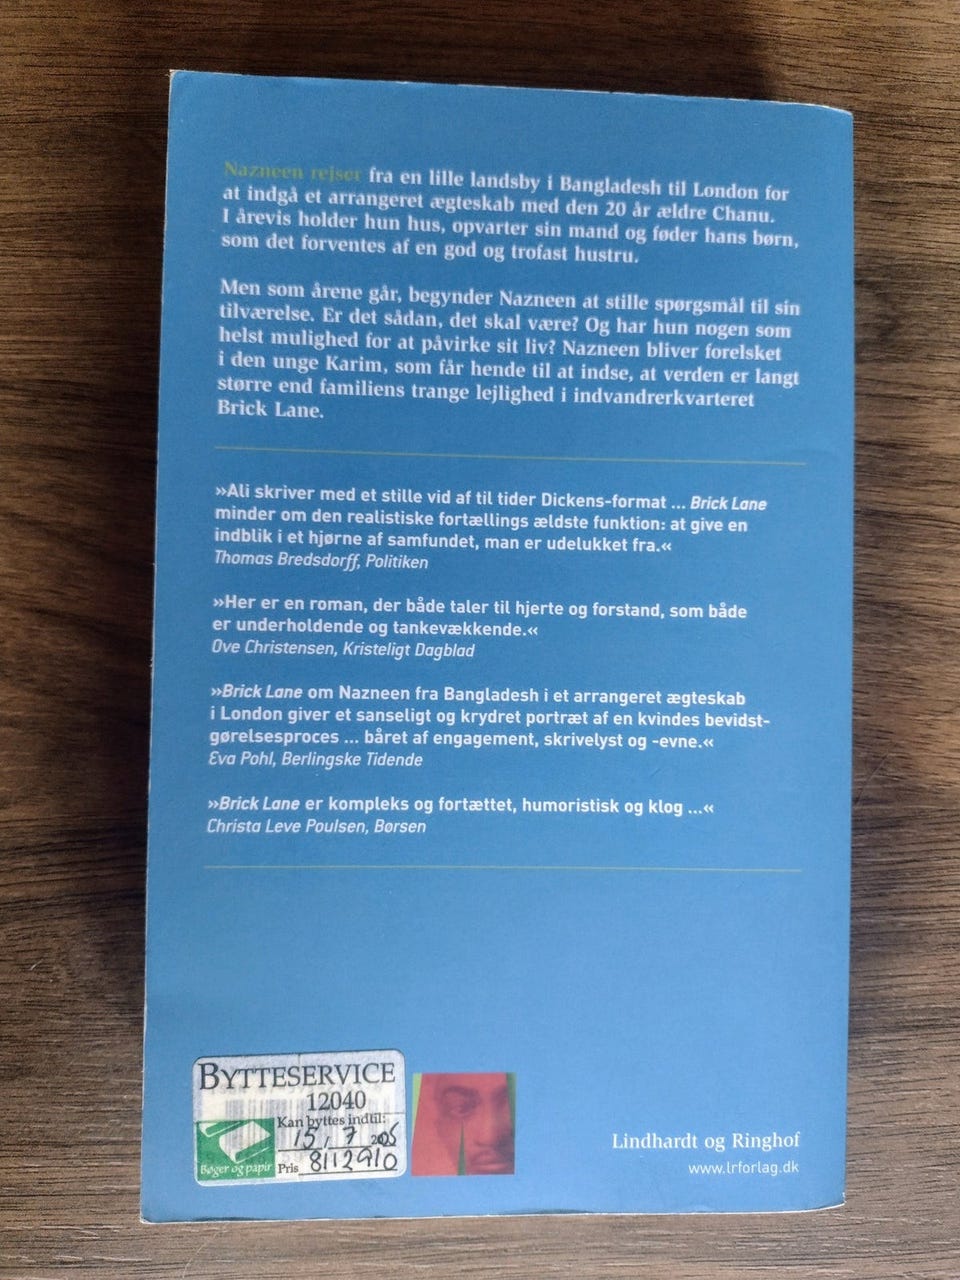 Nazneen rejser fra en lille landsby i Bangladesh til London for
at indgå et arrangeret ægteskab med den 20 år ældre Chanu.
I årevis holder hun hus, opvarter sin mand og føder hans børn,
som det forventes af en god og trofast hustru.
Men som årene går, begynder Nazneen at stille spørgsmål til sin
tilværelse. Er det sådan, det skal være? Og har hun nogen som
helst mulighed for at påvirke sit liv? Nazneen bliver forelsket
i den unge Karim, som får hende til at indse, at verden er langt
større end familiens trange lejlighed i indvandrerkvarteret
Brick Lane.
»Ali skriver med et stille vid af til tider Dickens-format ... Brick Lane
minder om den realistiske fortællings ældste funktion: at give en
indblik i et hjørne af samfundet, man er udelukket fra.«
Thomas Bredsdorff, Politiken
»Her er en roman, der både taler til hjerte og forstand, som både
er underholdende og tankevækkende.«
Ove Christensen, Kristeligt Dagblad
»Brick Lane om Nazneen fra Bangladesh i et arrangeret ægteskab
i London giver et sanseligt og krydret portræt af en kvindes bevidst-
gørelsesproces ... båret af engagement, skrivelyst og -evne.«
Eva Pohl, Berlingske Tidende
»Brick Lane er kompleks og fortættet, humoristisk og klog ...«
Christa Leve Poulsen, Børsen
BYTTESERVICE
12040
Kan byttes indtil:
15, 7
Bøger og papir
Pris 8112910
Lindhardt og Ringhof
www.lrforlag.dk